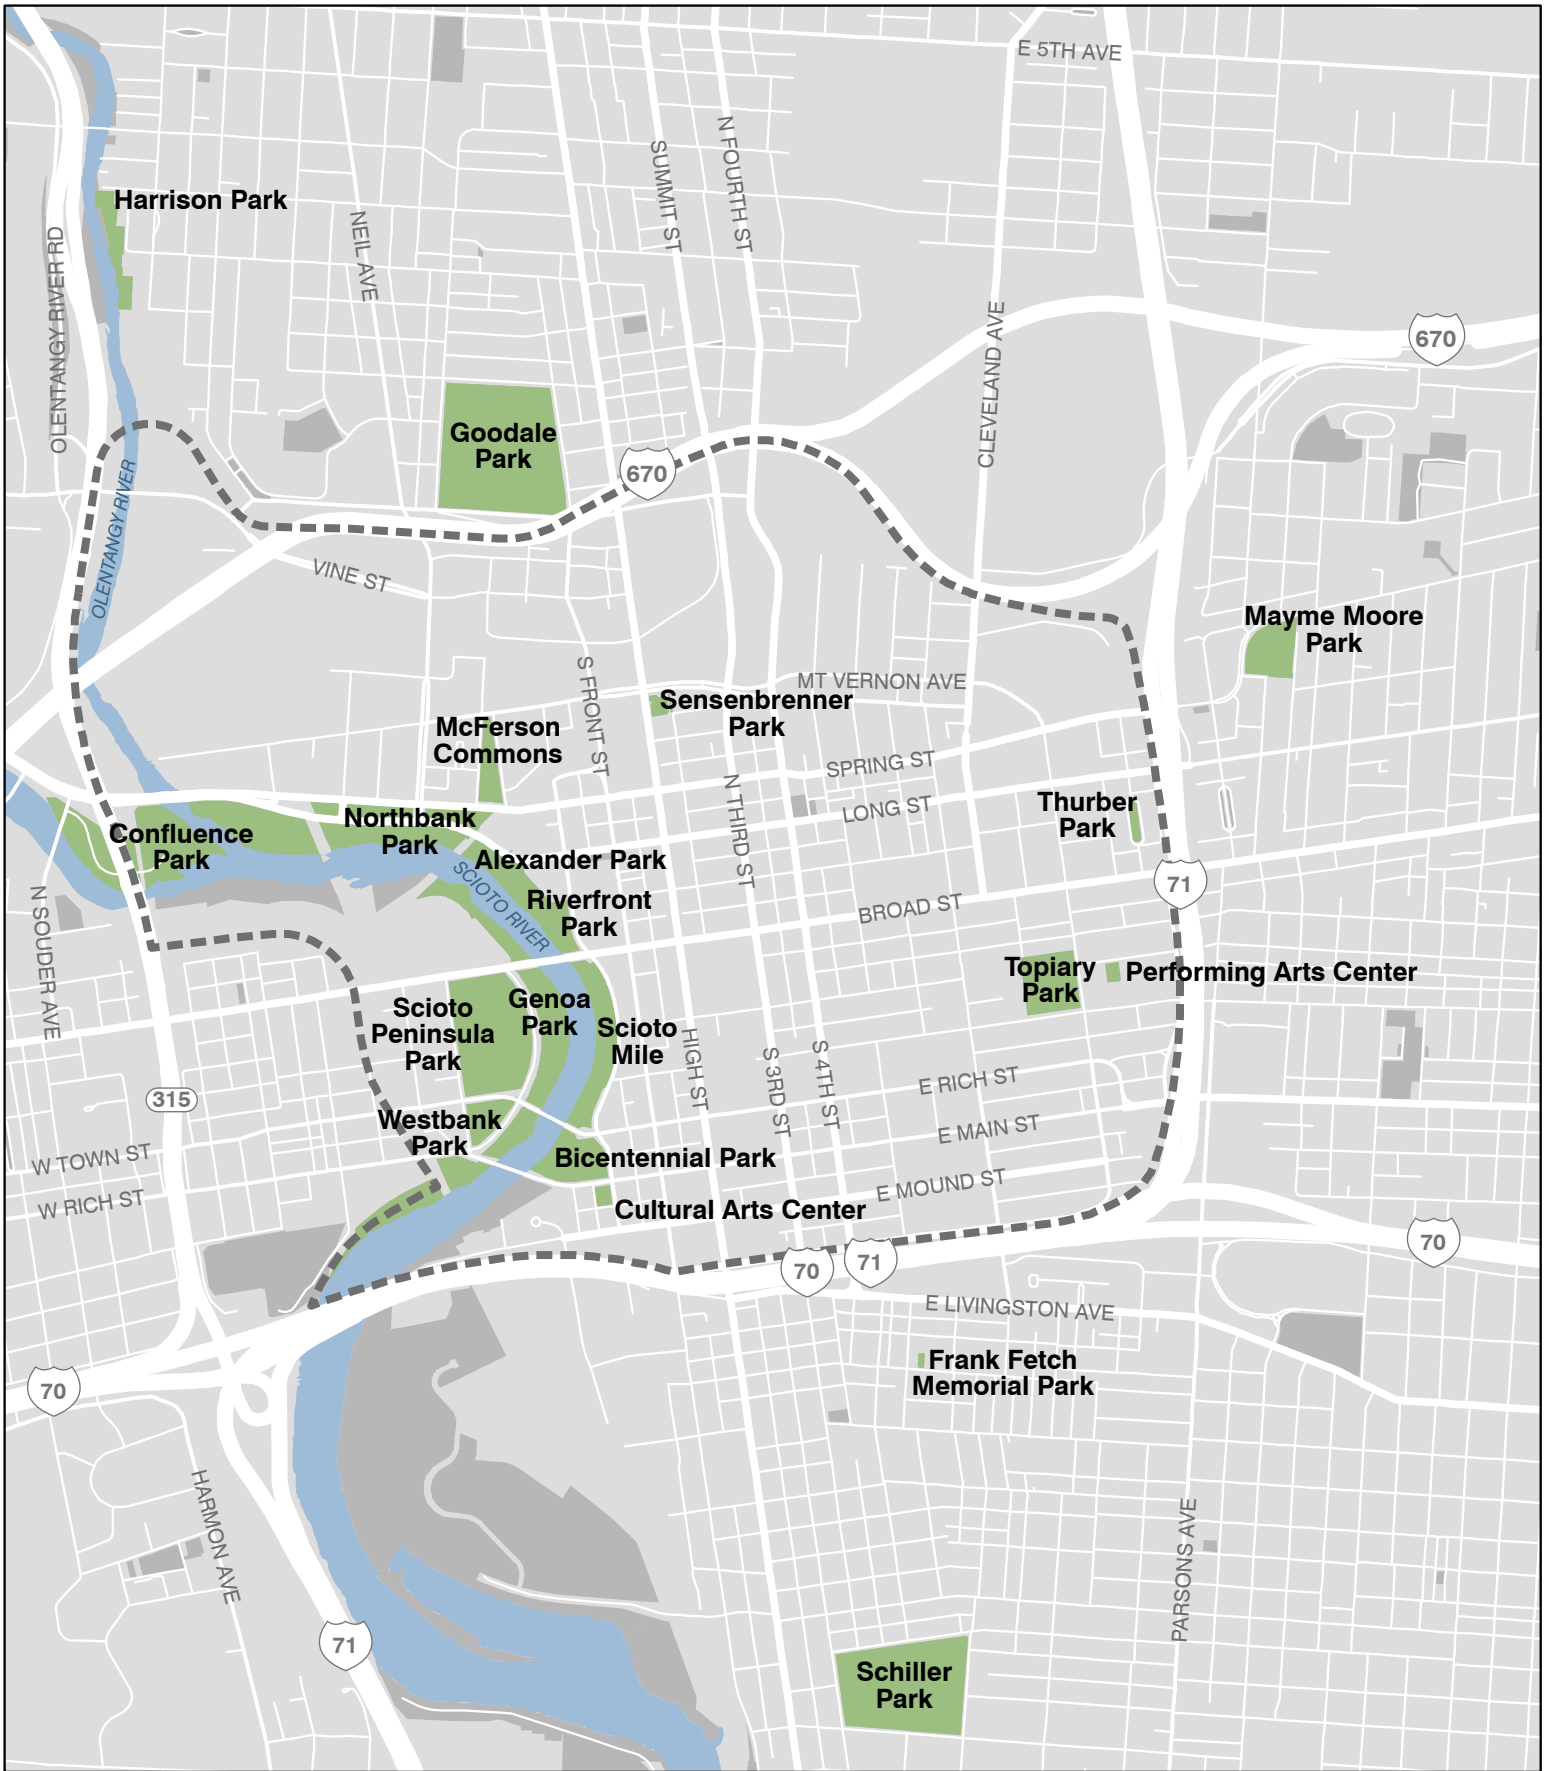 E 5TH AVE
N FOURTH ST
SUMMIT ST
Harrison Park
NEIL AVE
OLENTANGY RIVER RD
CLEVELAND AVE
670
Goodale
Park
670
OLENTANGY RIVER
VINE ST
Mayme Moore
Park
S FRONT ST
MT VERNON AVE
Sensenbrenner
Park
McFerson
Commons
SPRING ST
N THIRD ST
LONG ST
Thurber
Park
Northbank
Park
Confluence
Park
Alexander Park
SCIOTO RIVER
Riverfront
Park
71
N SOUDER AVE
BROAD ST
Topiary
Park
Performing Arts Center
Scioto
Peninsula
Park
Genoa
Park
Scioto
Mile
HIGH ST
S 3RD ST
S 4TH ST
E RICH ST
315
Westbank
Park
E MAIN ST
W TOWN ST
Bicentennial Park
E MOUND ST
W RICH ST
Cultural Arts Center
70
71
70
E LIVINGSTON AVE
Frank Fetch
Memorial Park
70
HARMON AVE
PARSONS AVE
71
Schiller
Park